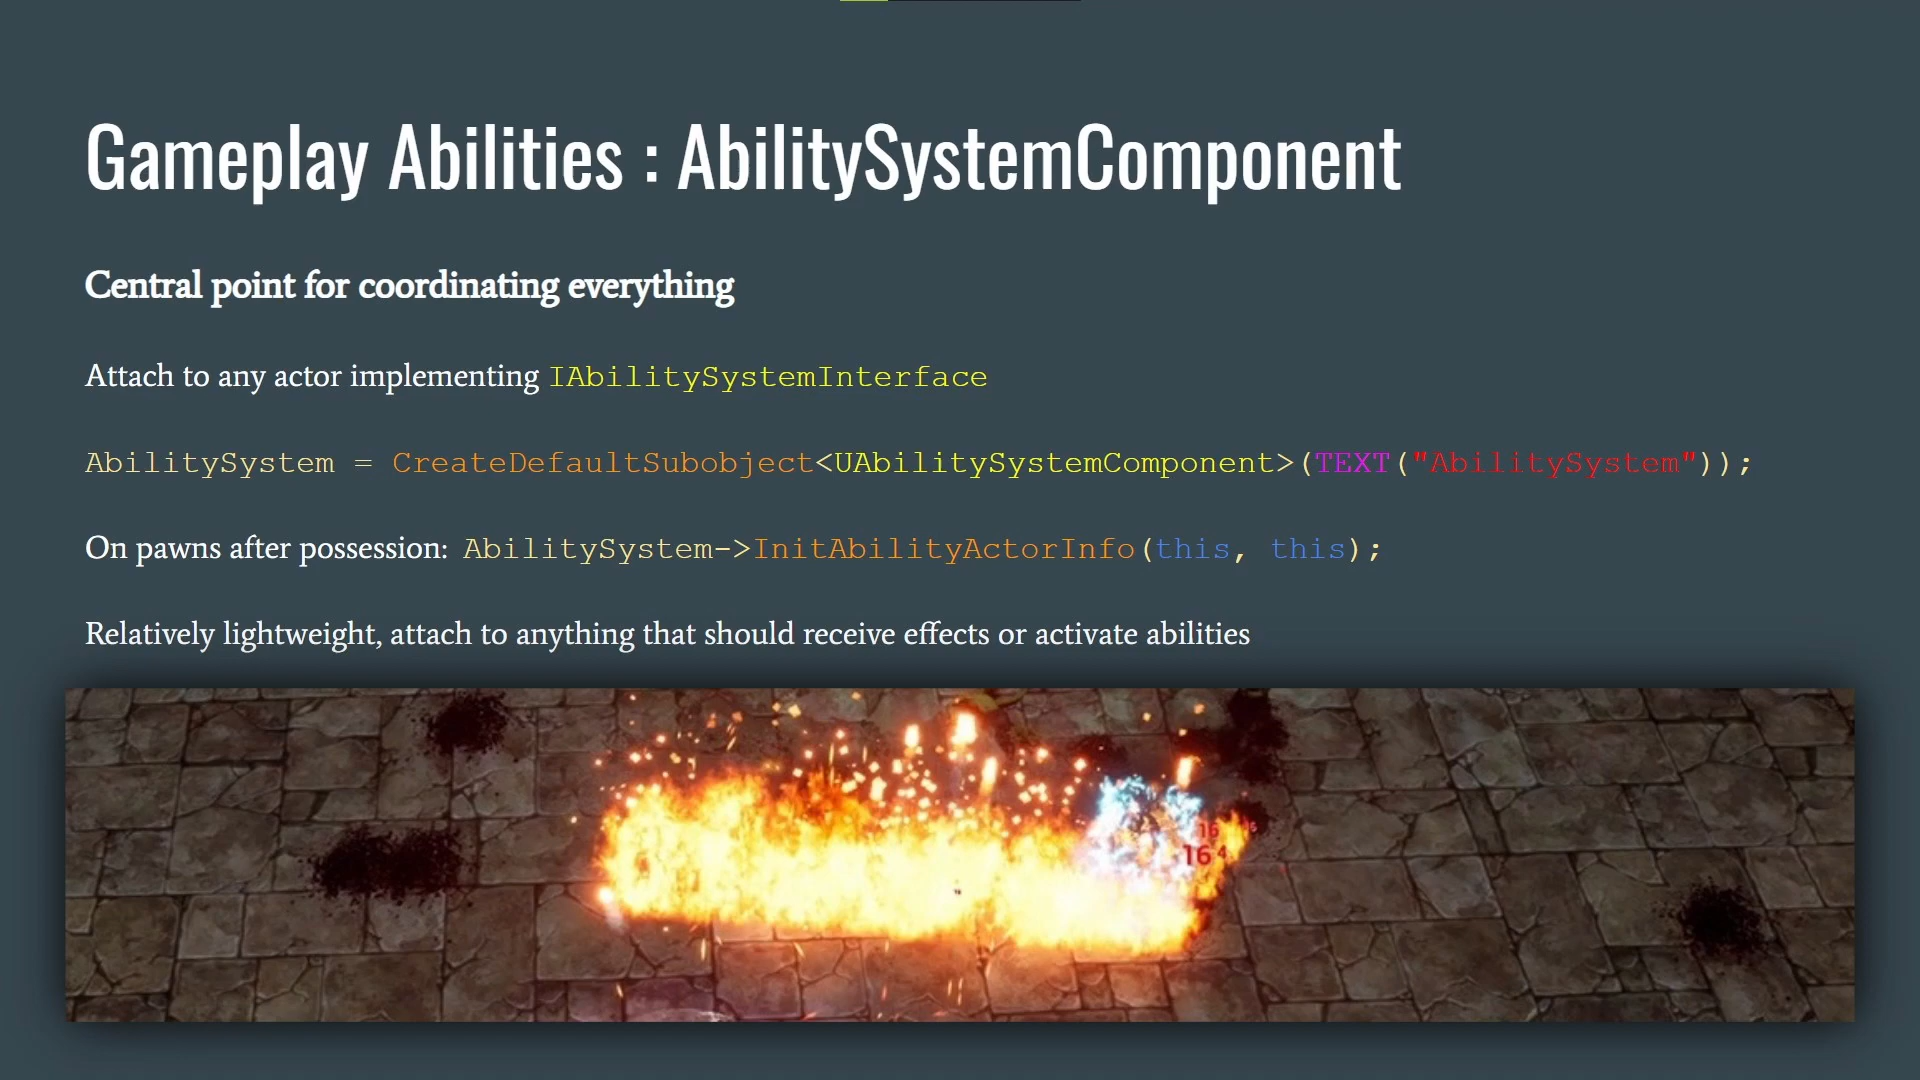 Gameplay Abilities : AbilitySystemComponent
Central point for coordinating everything
Attach to any actor implementing IAbilitySystemInterface
AbilitySystem = CreateDefaultSubobject<UAbilitySystemComponent>(TEXT("AbilitySystem"));
On pawns after possession: AbilitySystem->InitAbilityActorInfo(this, this);
Relatively lightweight, attach to anything that should receive effects or activate abilities
16
16 4